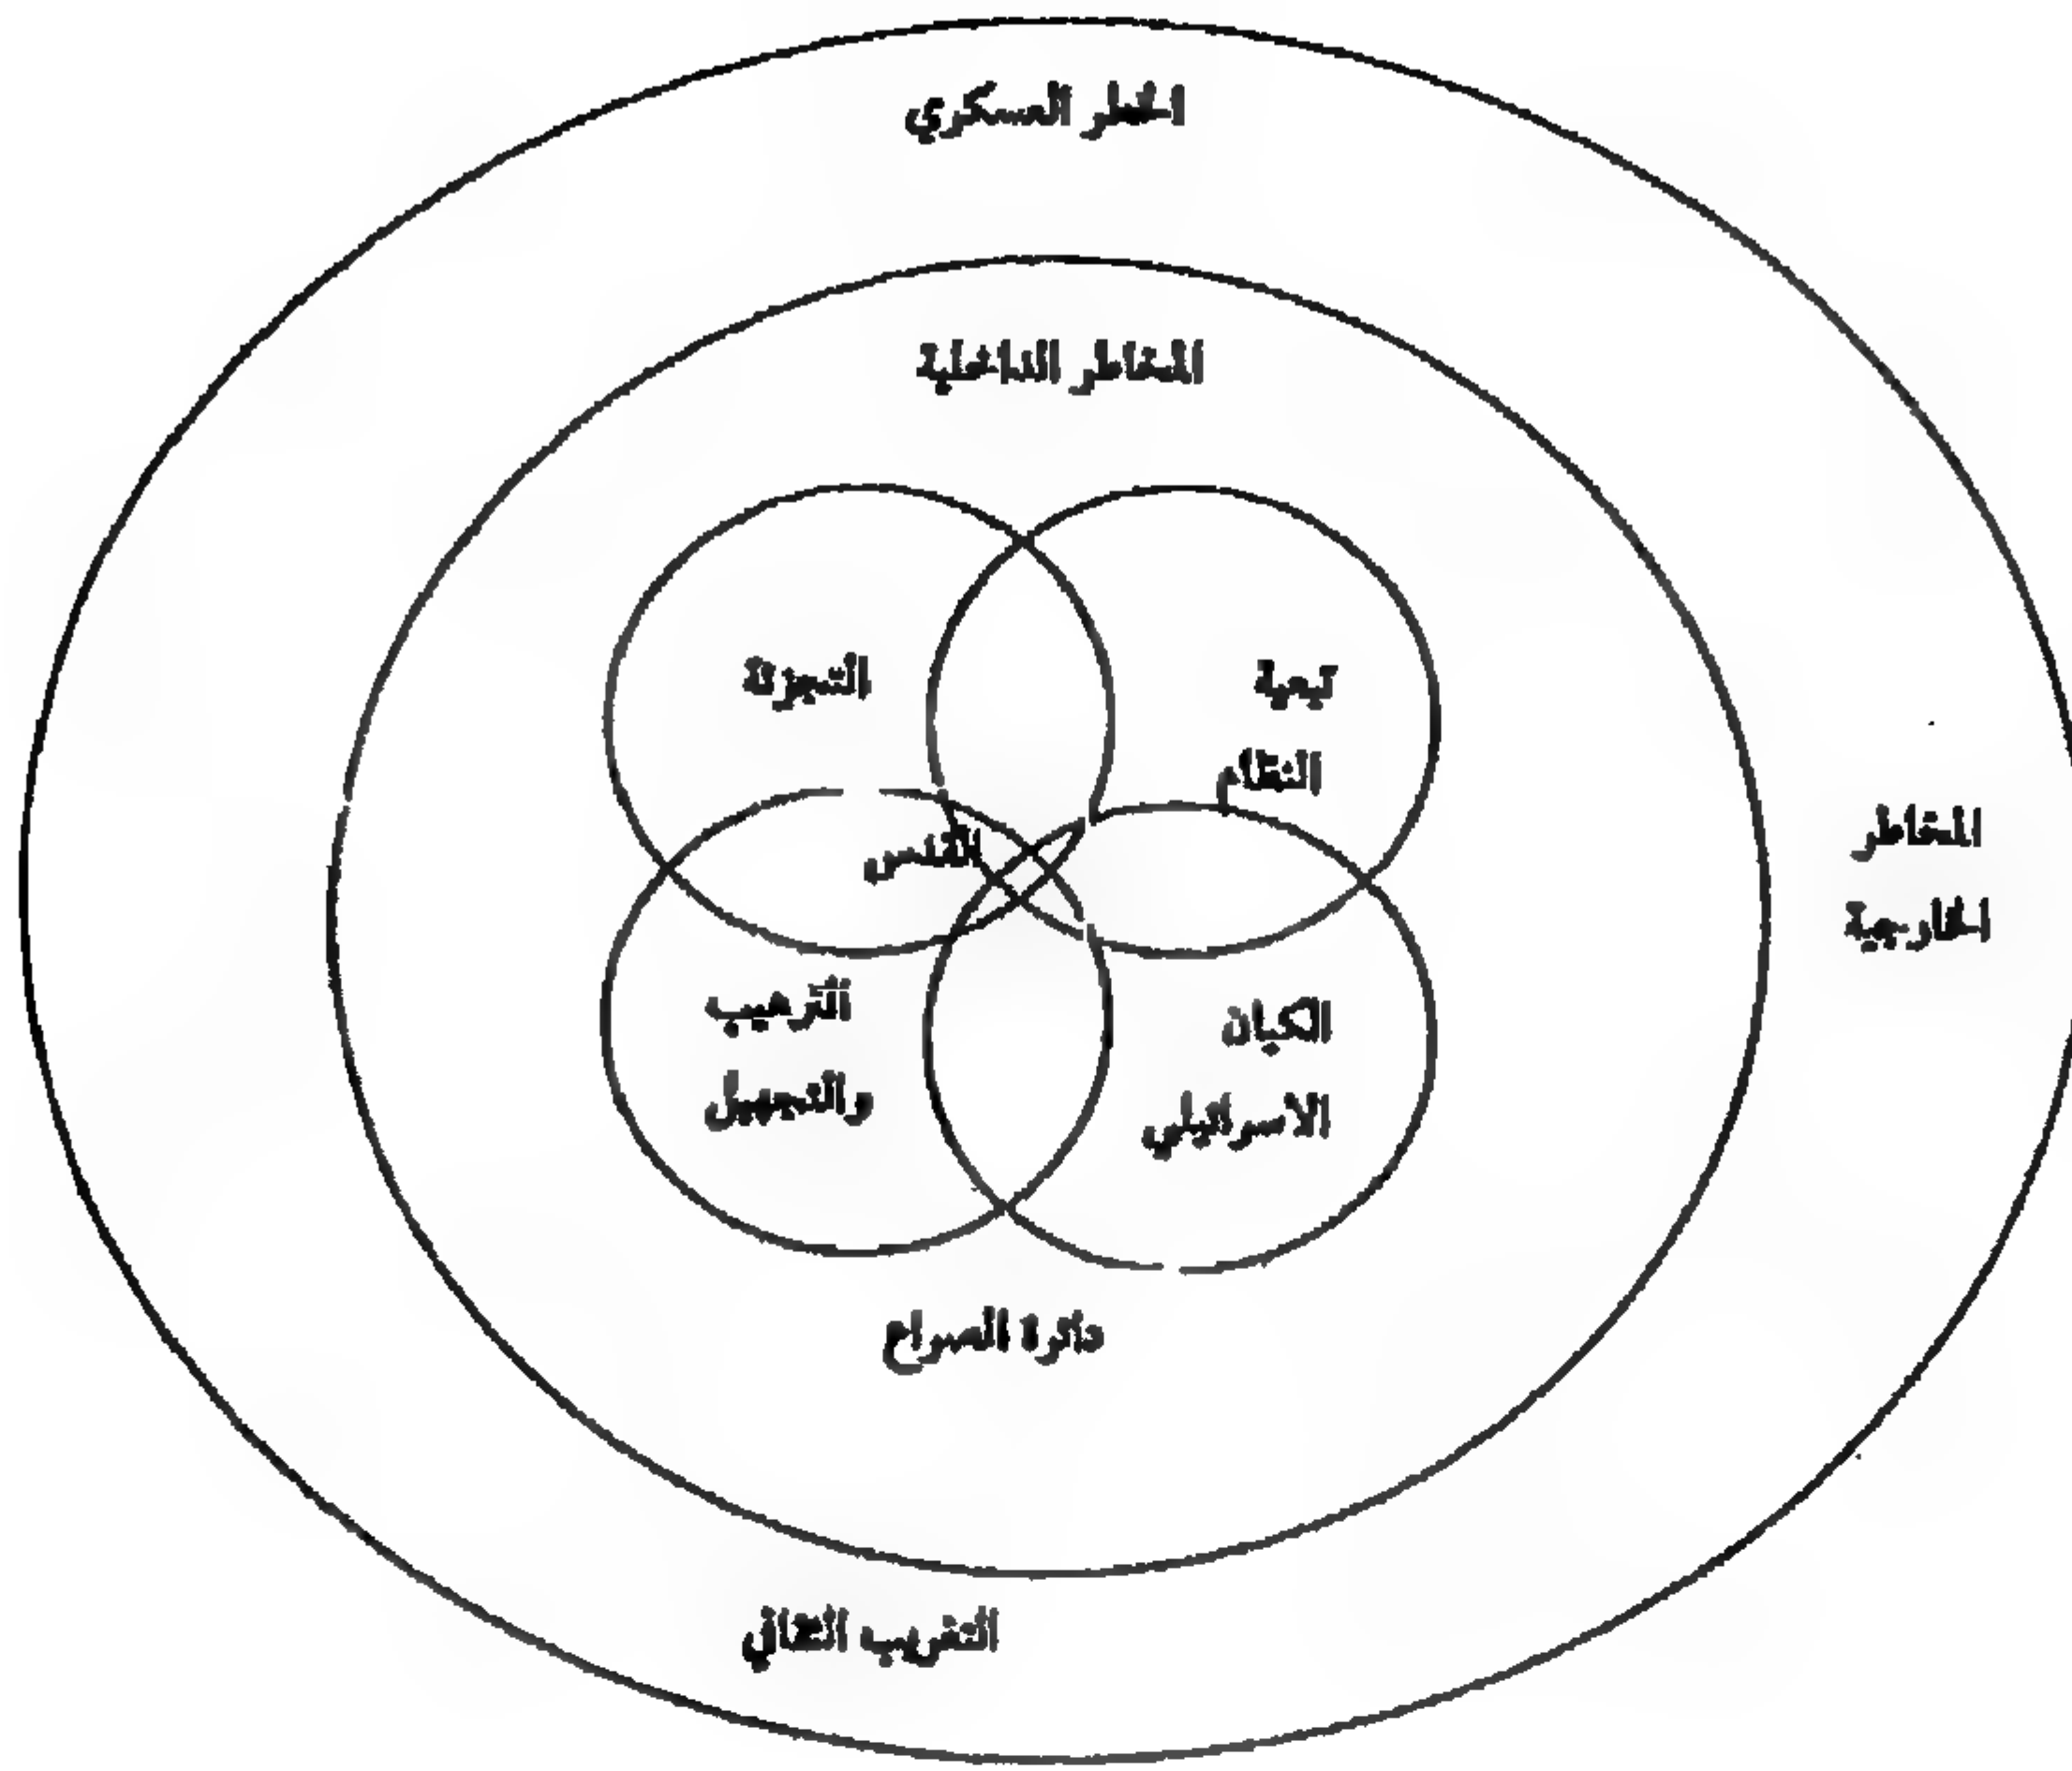 الخطر العسكري
المخاطر الداخلية
التجزئة
تبعية
النظام
القدس
المخاطر
الخارجية
الترهيب
والتجهيل
الكيان
الاسرائيلي
دائرة الصراع
التغريب الثقافي